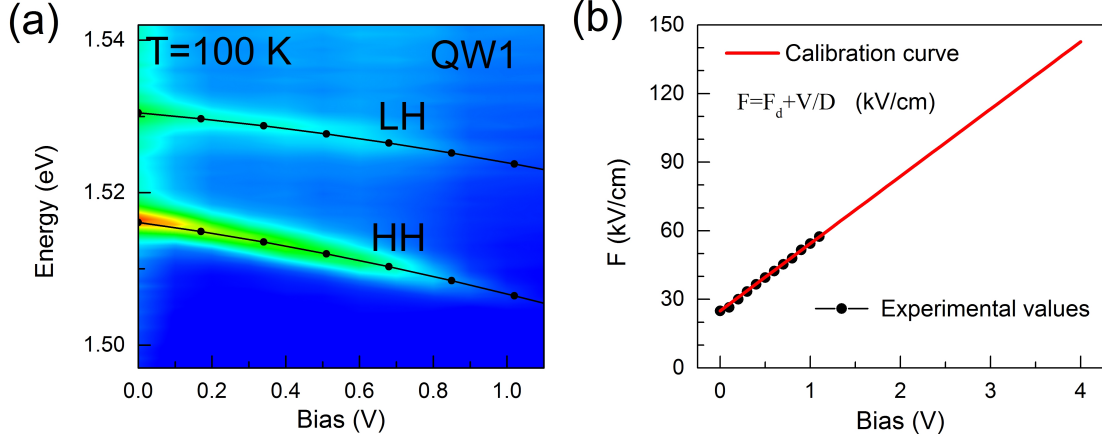 (a)
T=100 K
QW1
LH
HH
1.54
1.52
1.50
Energy (eV)
0.0 0.2 0.4 0.6 0.8 1.0
Bias (V)
(b)
Calibration curve
F=F_d+V/D (kV/cm)
Experimental values
150
120
90
60
30
0
F (kV/cm)
0 1 2 3 4
Bias (V)